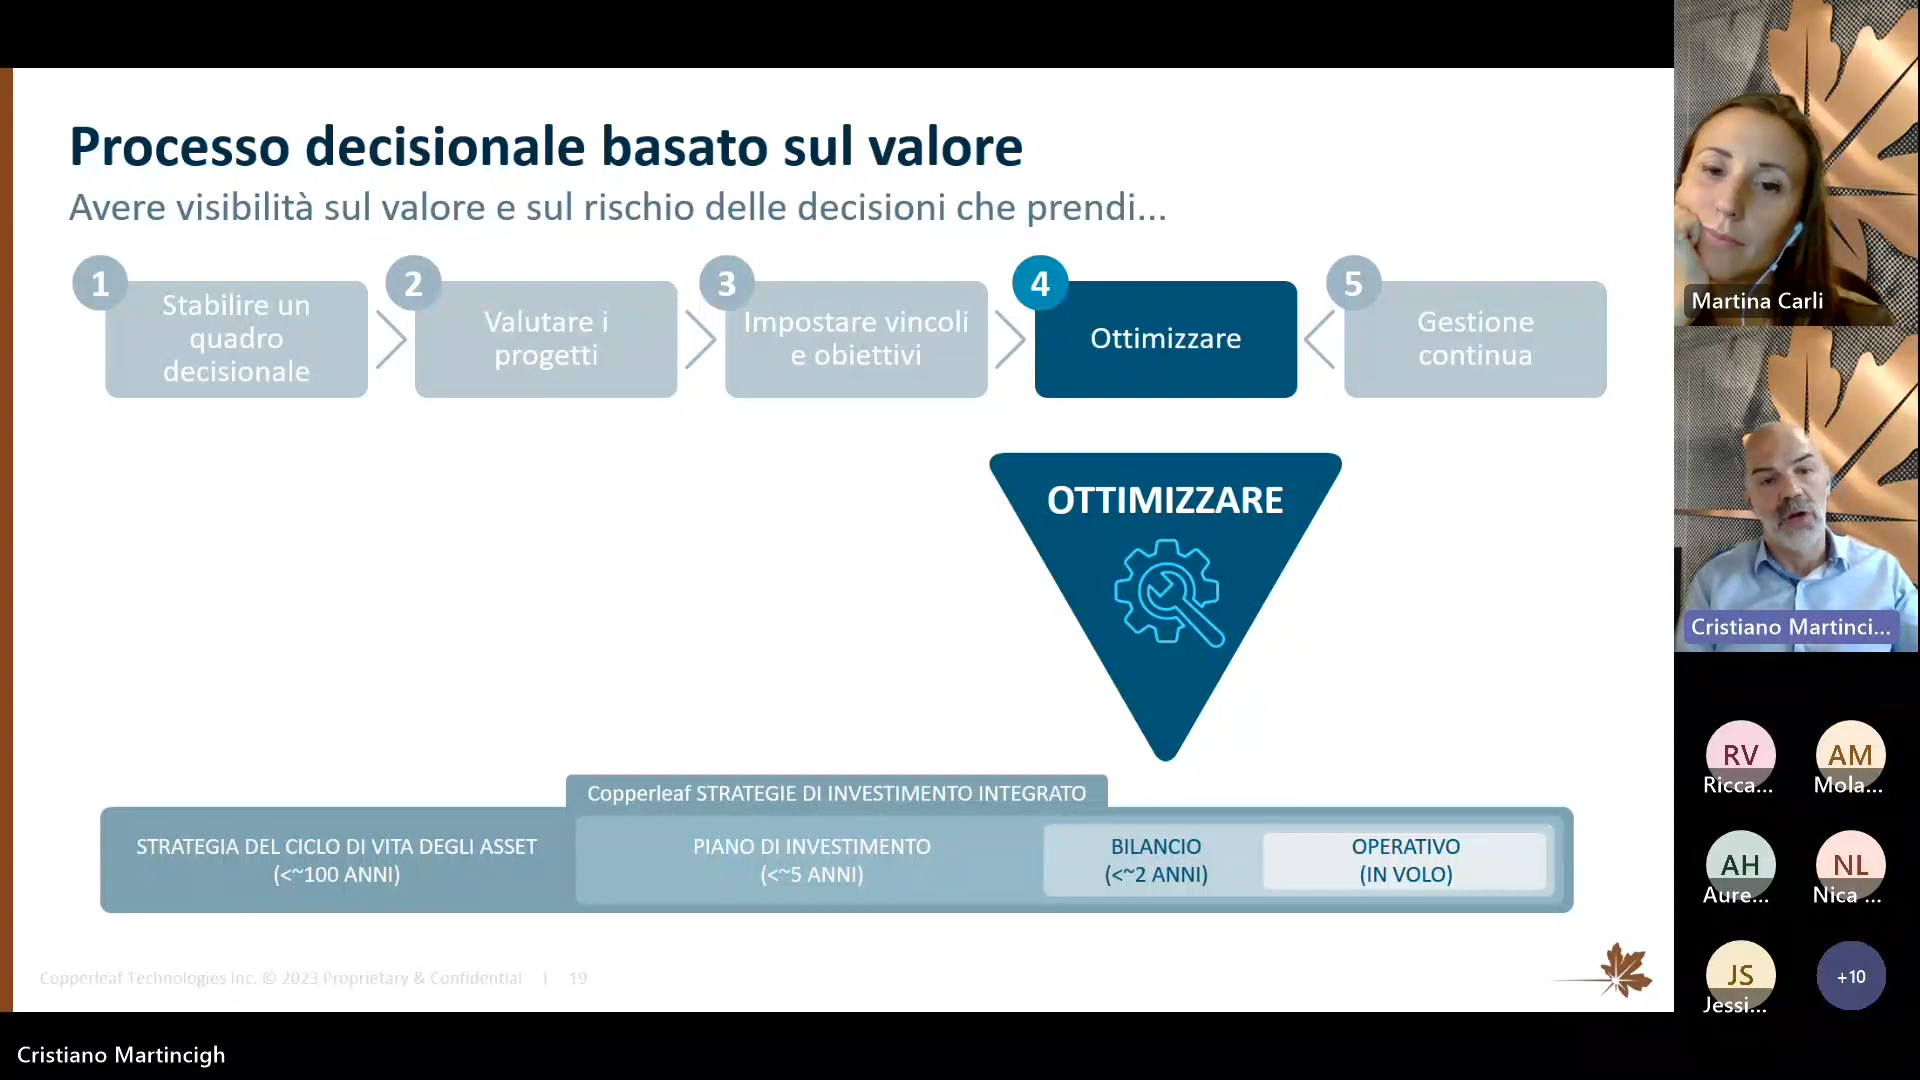 Processo decisionale basato sul valore
Avere visibilità sul valore e sul rischio delle decisioni che prendi...
1
Stabilire un
quadro
decisionale
2
Valutare i
progetti
3
Impostare vincoli
e obiettivi
4
Ottimizzare
5
Gestione
continua
OTTIMIZZARE
Copperleaf STRATEGIE DI INVESTIMENTO INTEGRATO
STRATEGIA DEL CICLO DI VITA DEGLI ASSET
(<~100 ANNI)
PIANO DI INVESTIMENTO
(<~5 ANNI)
BILANCIO
(<~2 ANNI)
OPERATIVO
(IN VOLO)
Copperleaf Technologies Inc. © 2023 Proprietary & Confidential | 19
Martina Carli
Cristiano Martinci...
RV
Ricca...
AM
Mola...
AH
Aure...
NL
Nica ...
JS
Jessi...
+10
Cristiano Martincigh